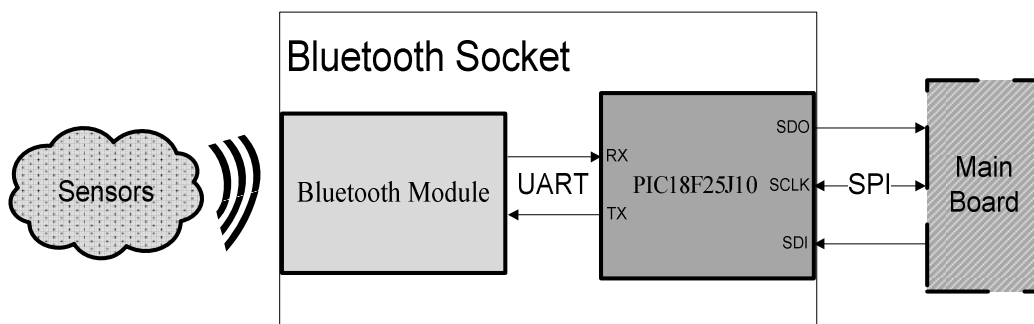 Bluetooth Socket
Sensors
Bluetooth Module
UART
RX
TX
PIC18F25J10
SDO
SCLK
SDI
SPI
Main
Board